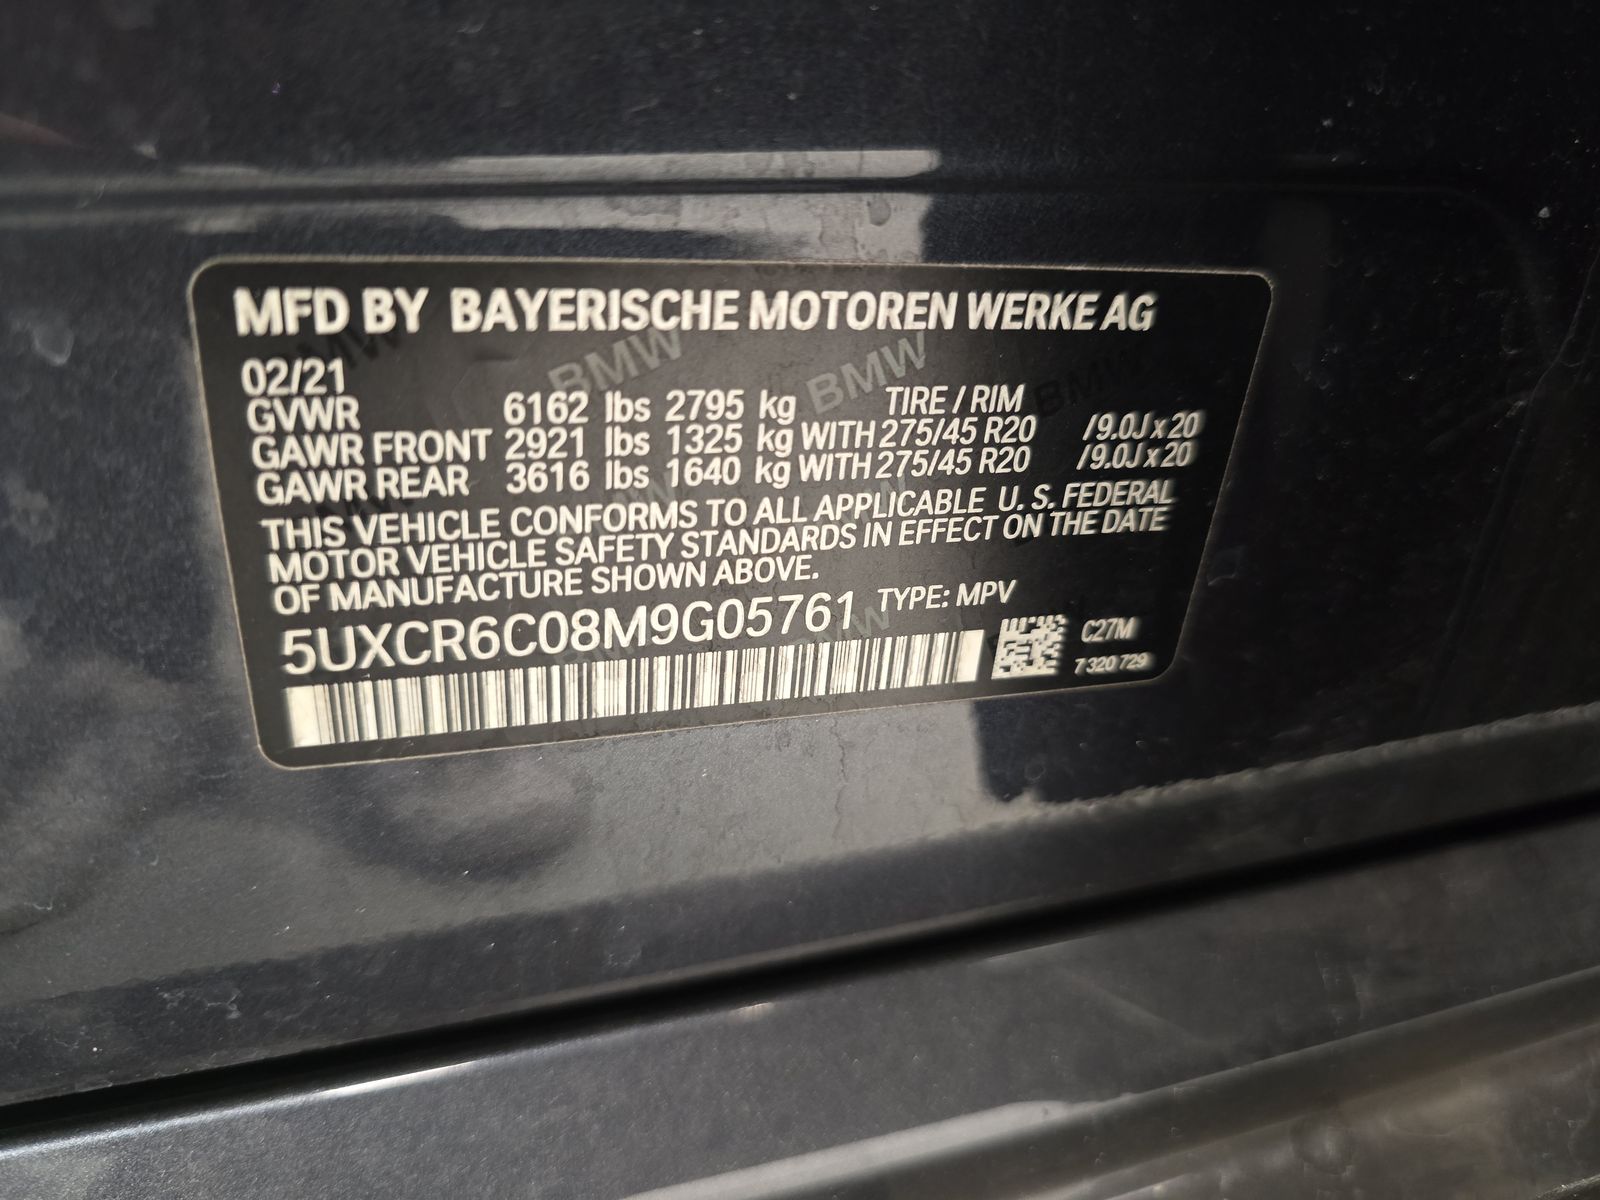 MFD BY BAYERISCHE MOTOREN WERKE AG
02/21
GVWR 6162 lbs 2795 kg TIRE / RIM
GAWR FRONT 2921 lbs 1325 kg WITH 275/45 R20 /9.0J x 20
GAWR REAR 3616 lbs 1640 kg WITH 275/45 R20 /9.0J x 20
THIS VEHICLE CONFORMS TO ALL APPLICABLE U. S. FEDERAL
MOTOR VEHICLE SAFETY STANDARDS IN EFFECT ON THE DATE
OF MANUFACTURE SHOWN ABOVE.
5UXCR6C08M9G05761 TYPE: MPV
C27M
7 320 729